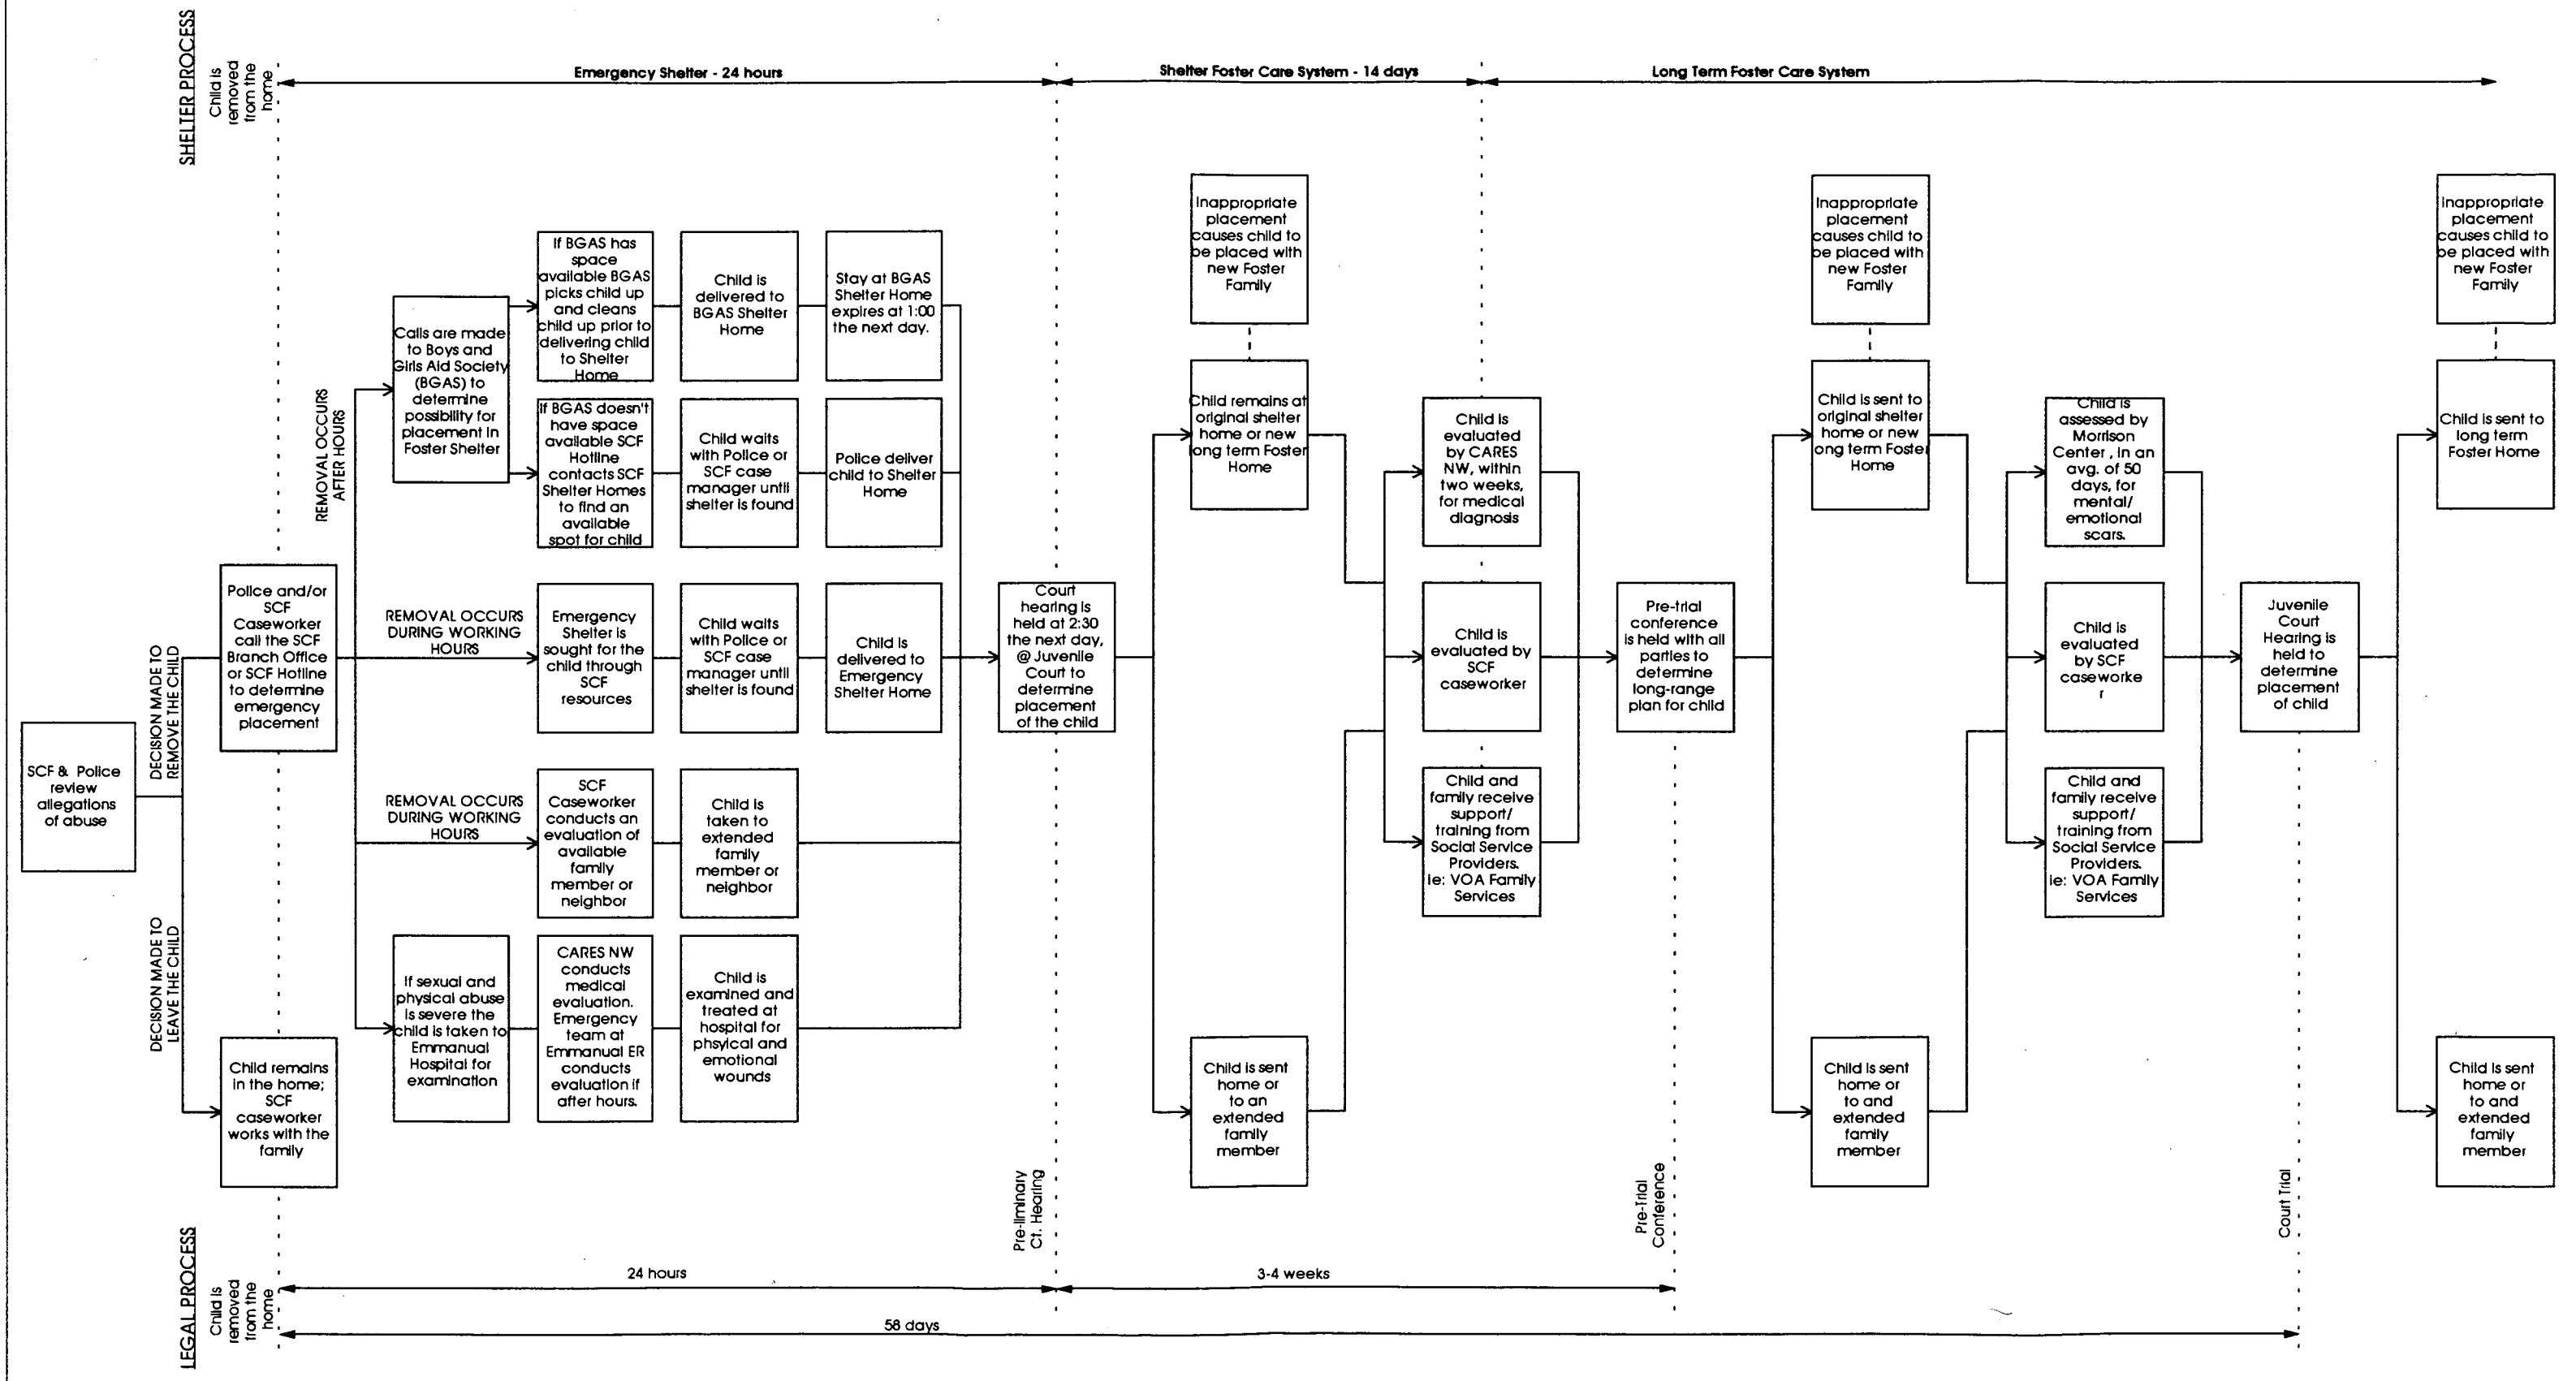 SHELTER PROCESS
Child is
removed
from the
home
Emergency Shelter - 24 hours
Shelter Foster Care System - 14 days
Long Term Foster Care System
SCF & Police
review
allegations
of abuse
DECISION MADE TO
REMOVE THE CHILD
DECISION MADE TO
LEAVE THE CHILD
Police and/or
SCF
Caseworker
call the SCF
Branch Office
or SCF Hotline
to determine
emergency
placement
Child remains
in the home;
SCF
caseworker
works with the
family
REMOVAL OCCURS
AFTER HOURS
Calls are made
to Boys and
Girls Aid Society
(BGAS) to
determine
possibility for
placement in
Foster Shelter
If BGAS has
space
available BGAS
picks child up
and cleans
child up prior to
delivering child
to Shelter
Home
Child is
delivered to
BGAS Shelter
Home
Stay at BGAS
Shelter Home
expires at 1:00
the next day.
If BGAS doesn't
have space
available SCF
Hotline
contacts SCF
Shelter Homes
to find an
available
spot for child
Child waits
with Police or
SCF case
manager until
shelter is found
Police deliver
child to Shelter
Home
REMOVAL OCCURS
DURING WORKING
HOURS
Emergency
Shelter is
sought for the
child through
SCF
resources
Child waits
with Police or
SCF case
manager until
shelter is found
Child is
delivered to
Emergency
Shelter Home
REMOVAL OCCURS
DURING WORKING
HOURS
SCF
Caseworker
conducts an
evaluation of
available
family
member or
neighbor
Child is
taken to
extended
family
member or
neighbor
If sexual and
physical abuse
is severe the
child is taken to
Emmanual
Hospital for
examination
CARES NW
conducts
medical
evaluation.
Emergency
team at
Emmanual ER
conducts
evaluation if
after hours.
Child is
examined and
treated at
hospital for
phsyical and
emotional
wounds
Court
hearing is
held at 2:30
the next day,
@ Juvenile
Court to
determine
placement
of the child
Inappropriate
placement
causes child to
be placed with
new Foster
Family
Child remains at
original shelter
home or new
long term Foster
Home
Child is sent
home or
to an
extended
family
member
Child is
evaluated
by CARES
NW, within
two weeks,
for medical
diagnosis
Child is
evaluated by
SCF
caseworker
Child and
family receive
support/
training from
Social Service
Providers.
ie: VOA Family
Services
Pre-trial
conference
is held with all
parties to
determine
long-range
plan for child
Inappropriate
placement
causes child to
be placed with
new Foster
Family
Child is sent to
original shelter
home or new
ong term Foste
Home
Child is sent
home or
to and
extended
family
member
Child is
assessed by
Morrison
Center , in an
avg. of 50
days, for
mental/
emotional
scars.
Child is
evaluated
by SCF
caseworke
r
Child and
family receive
support/
training from
Social Service
Providers.
ie: VOA Family
Services
Juvenile
Court
Hearing is
held to
determine
placement
of child
Inappropriate
placement
causes child to
be placed with
new Foster
Family
Child is sent to
long term
Foster Home
Child is sent
home or
to and
extended
family
member
Pre-liminary
Ct. Hearing
Pre-Trial
Conference
Court Trial
LEGAL PROCESS
Child is
removed
from the
home
24 hours
3-4 weeks
58 days